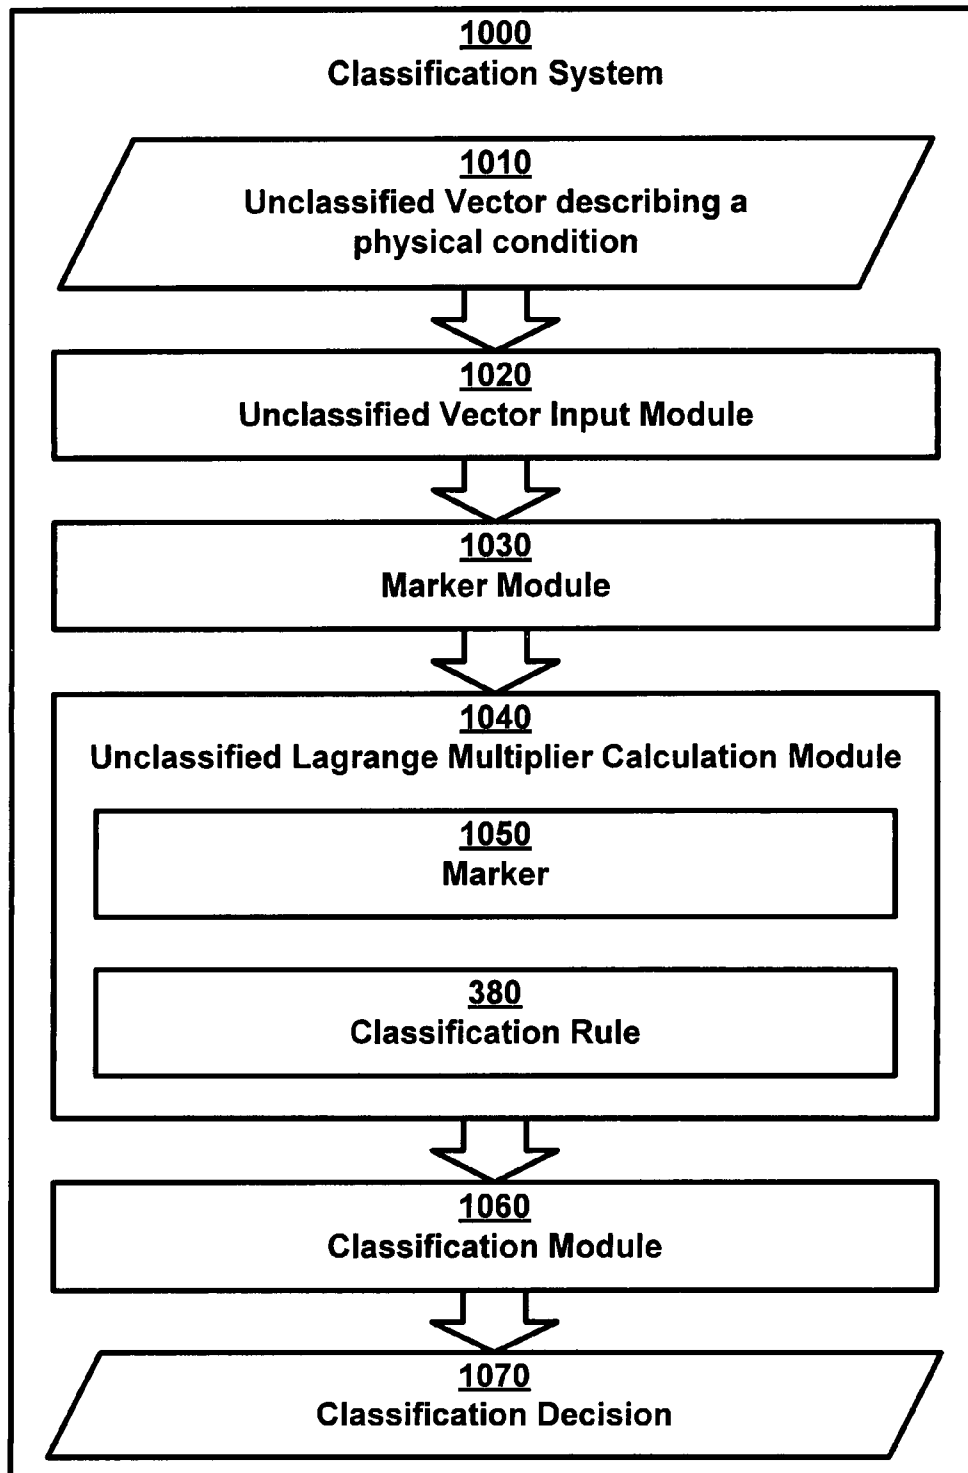 1000
Classification System
1010
Unclassified Vector describing a
physical condition
1020
Unclassified Vector Input Module
1030
Marker Module
1040
Unclassified Lagrange Multiplier Calculation Module
1050
Marker
380
Classification Rule
1060
Classification Module
1070
Classification Decision